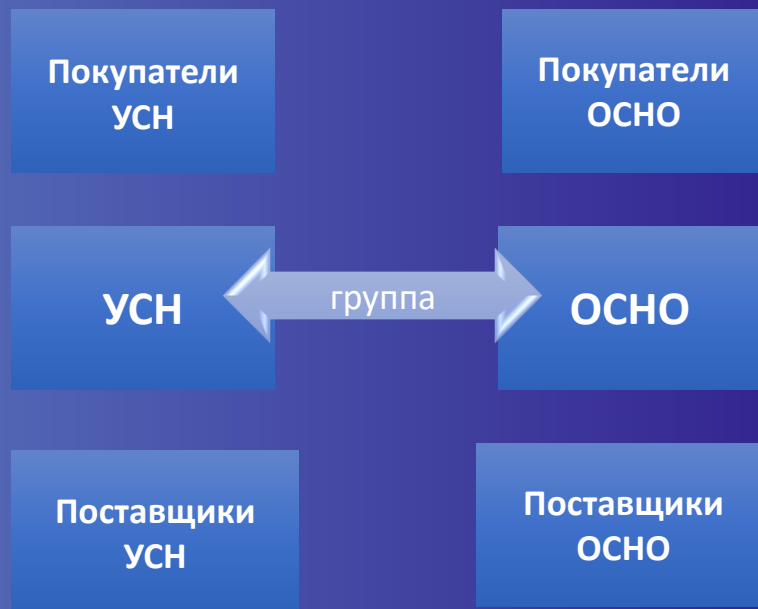 Покупатели
УСН
Покупатели
ОСНО
УСН
группа
ОСНО
Поставщики
УСН
Поставщики
ОСНО